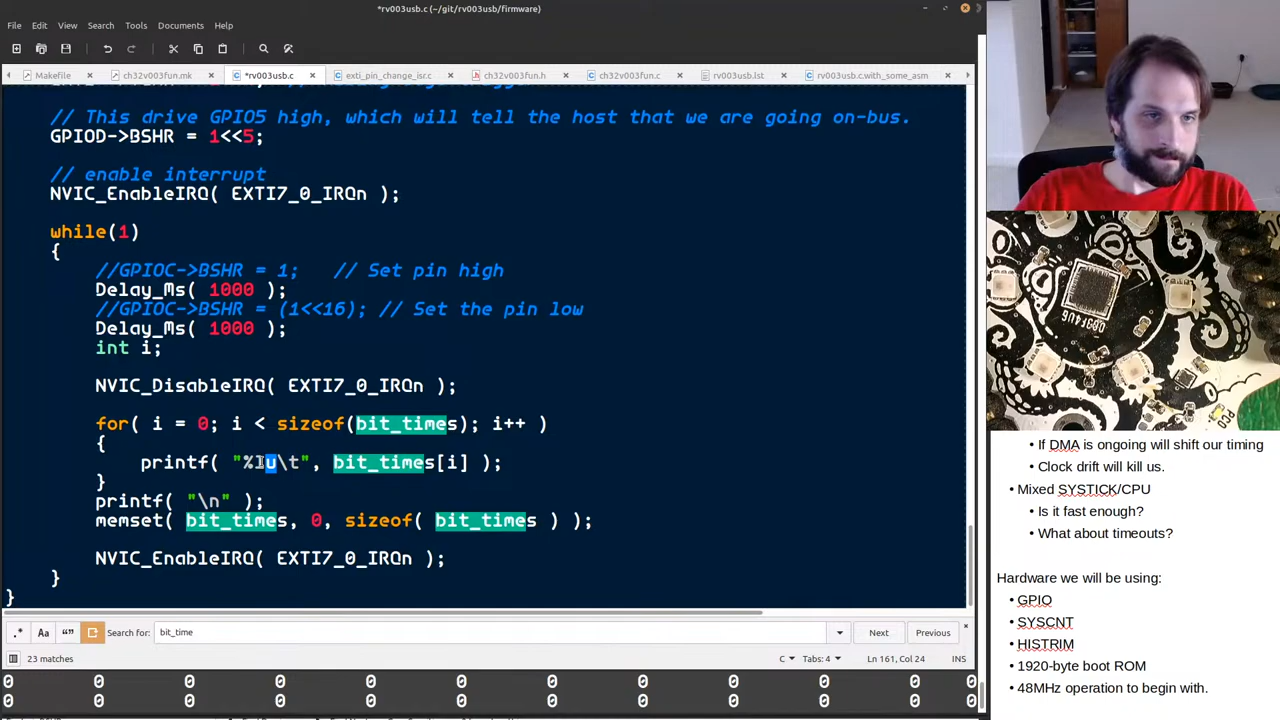 *rv003usb.c (~/git/rv003usb/firmware)
File Edit View Search Tools Documents Help
Makefile ch32v003fun.mk *rv003usb.c exti_pin_change_isr.c ch32v003fun.h ch32v003fun.c rv003usb.lst rv003usb.c.with_some_asm
// This drive GPIO5 high, which will tell the host that we are going on-bus.
GPIOD->BSHR = 1<<5;
// enable interrupt
NVIC_EnableIRQ( EXTI7_0_IRQn );
while(1)
{
//GPIOC->BSHR = 1; // Set pin high
Delay_Ms( 1000 );
//GPIOC->BSHR = (1<<16); // Set the pin low
Delay_Ms( 1000 );
int i;
NVIC_DisableIRQ( EXTI7_0_IRQn );
for( i = 0; i < sizeof(bit_times); i++ )
{
printf( "%lu\t", bit_times[i] );
}
printf( "\n" );
memset( bit_times, 0, sizeof( bit_times ) );
NVIC_EnableIRQ( EXTI7_0_IRQn );
}
}
.* Aa “” Search for: bit_time Next Previous
23 matches C Tabs: 4 Ln 161, Col 24 INS
0 0 0 0 0 0 0 0 0 0 0
0 0 0 0 0 0 0 0 0 0 0
• If DMA is ongoing will shift our timing
• Clock drift will kill us.
• Mixed SYSTICK/CPU
• Is it fast enough?
• What about timeouts?
Hardware we will be using:
• GPIO
• SYSCNT
• HISTRIM
• 1920-byte boot ROM
• 48MHz operation to begin with.